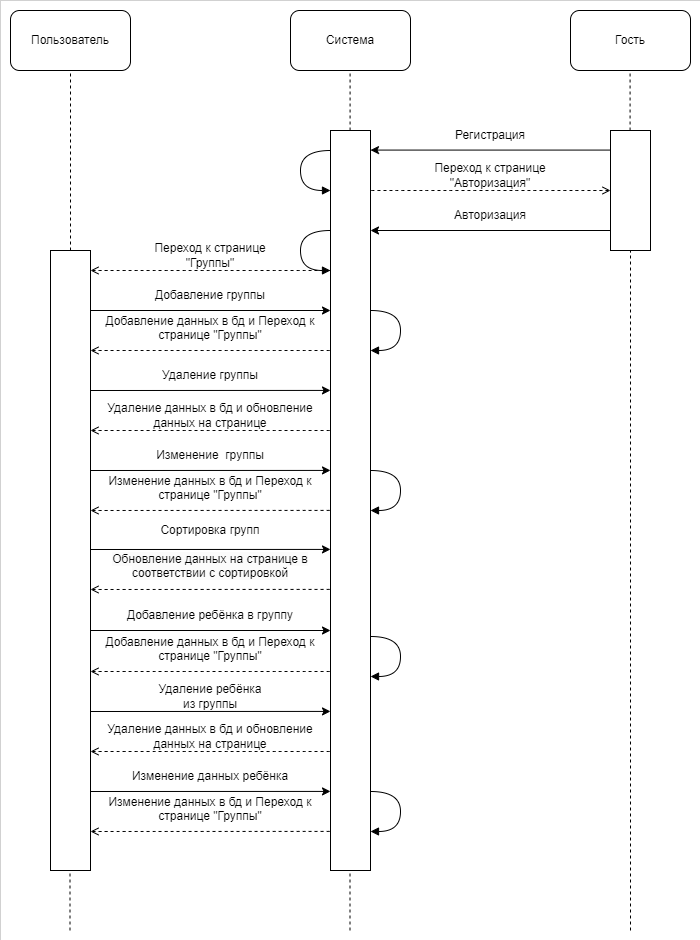 Пользователь
Система
Гость
Регистрация
Переход к странице
"Авторизация"
Авторизация
Переход к странице
"Группы"
Добавление группы
Добавление данных в бд и Переход к
странице "Группы"
Удаление группы
Удаление данных в бд и обновление
данных на странице
Изменение  группы
Изменение данных в бд и Переход к
странице "Группы"
Сортировка групп
Обновление данных на странице в
соответствии с сортировкой
Добавление ребёнка в группу
Добавление данных в бд и Переход к
странице "Группы"
Удаление ребёнка
из группы
Удаление данных в бд и обновление
данных на странице
Изменение данных ребёнка
Изменение данных в бд и Переход к
странице "Группы"